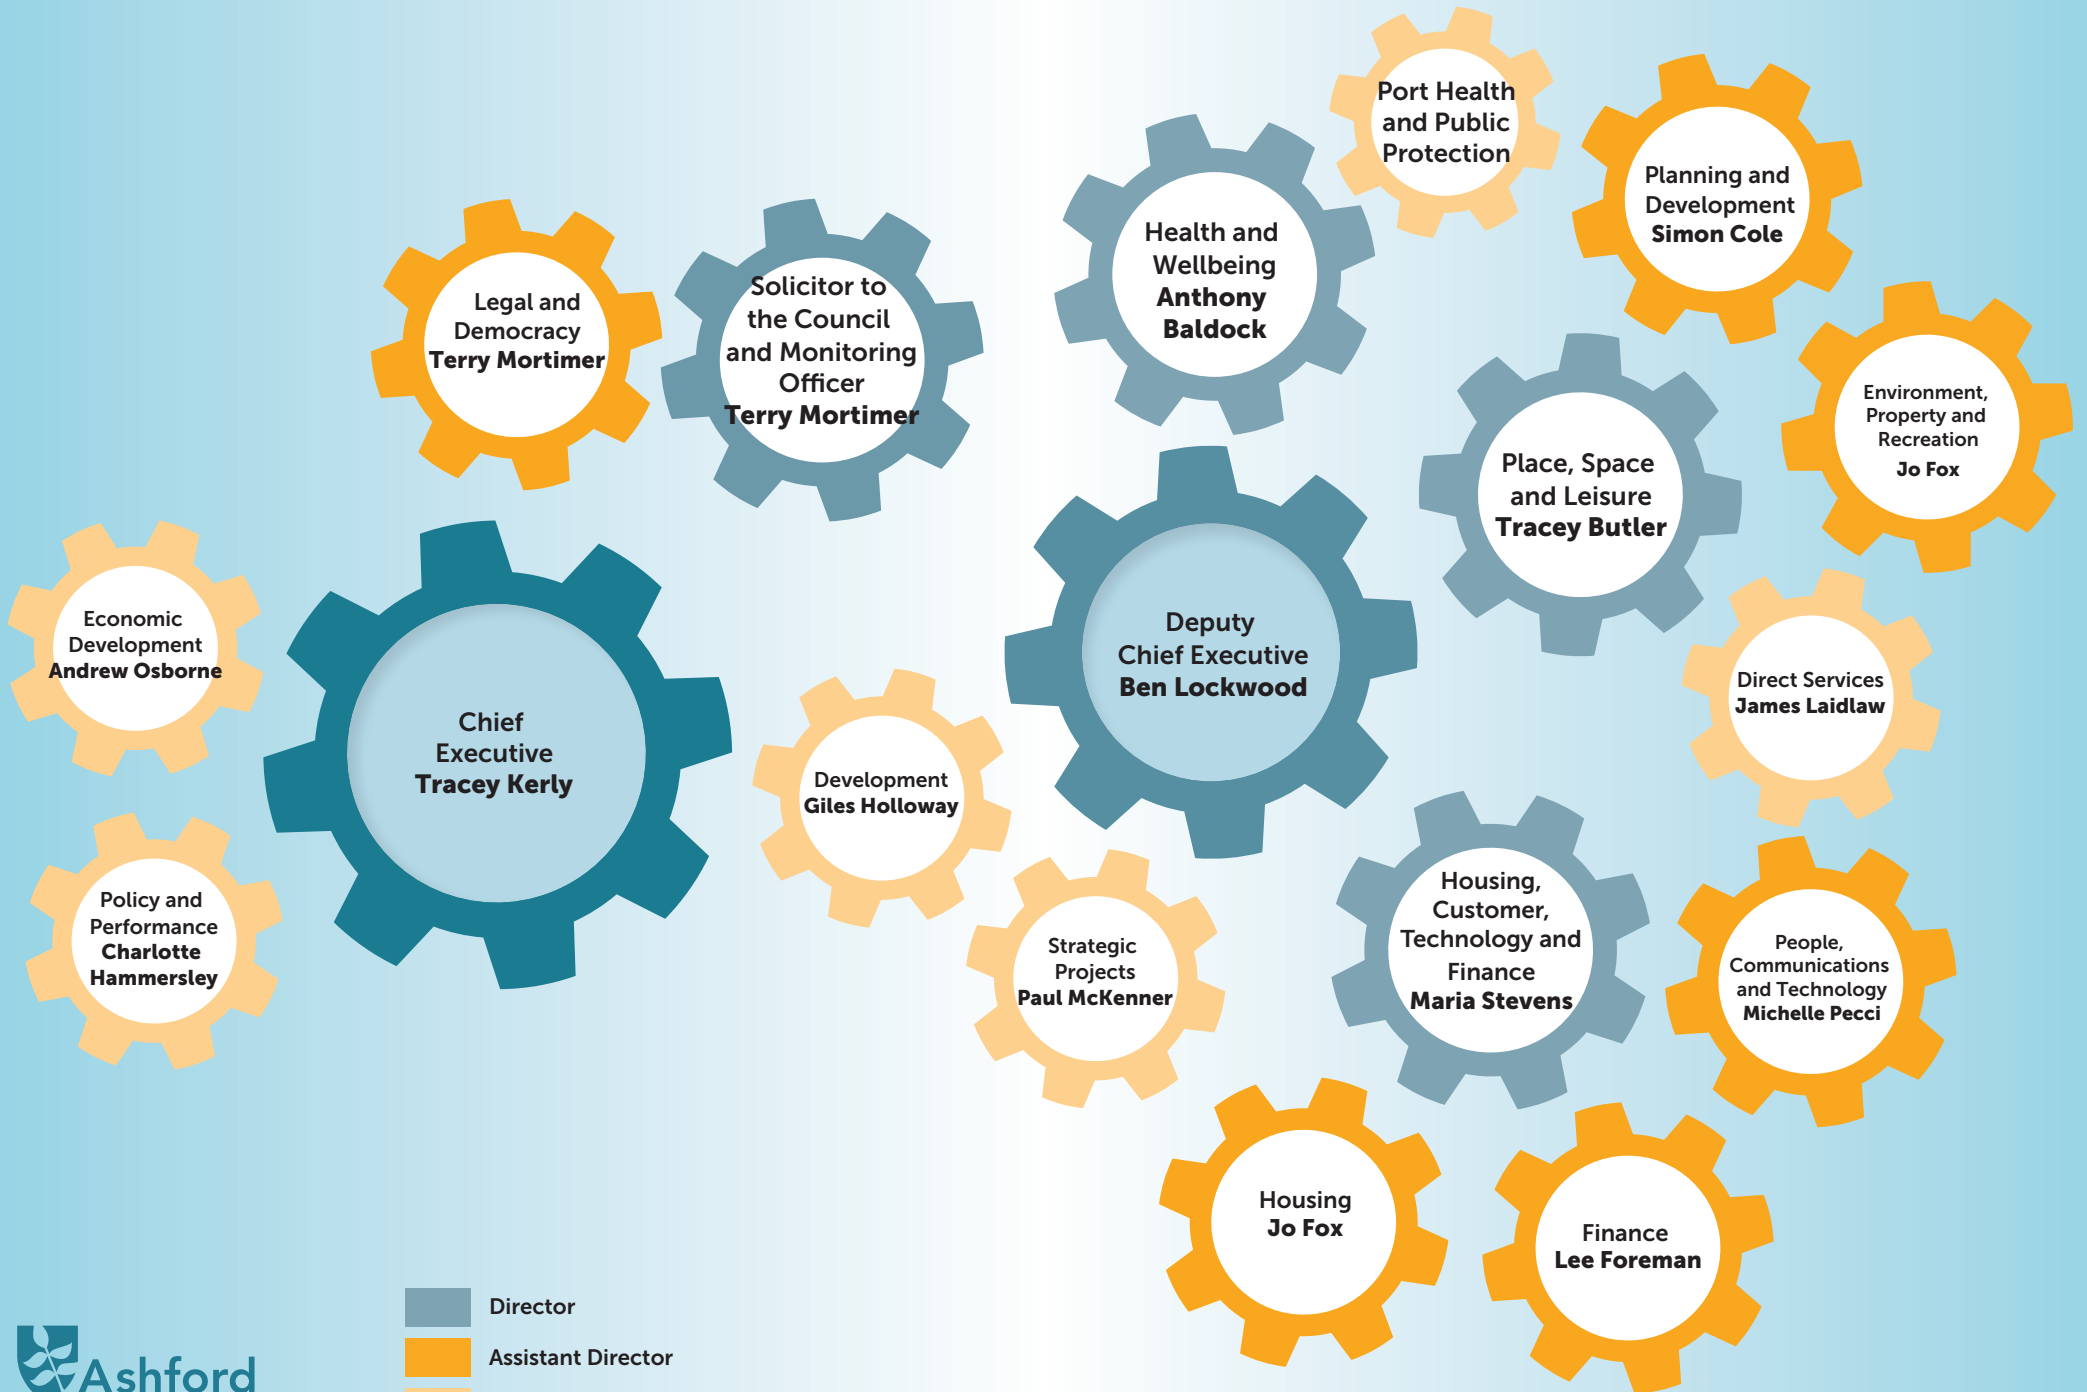 Port Health
and Public
Protection
Planning and
Development
Simon Cole
Health and
Wellbeing
Anthony
Baldock
Legal and
Democracy
Terry Mortimer
Solicitor to
the Council
and Monitoring
Officer
Terry Mortimer
Environment,
Property and
Recreation
Jo Fox
Place, Space
and Leisure
Tracey Butler
Economic
Development
Andrew Osborne
Deputy
Chief Executive
Ben Lockwood
Direct Services
James Laidlaw
Chief
Executive
Tracey Kerly
Development
Giles Holloway
Policy and
Performance
Charlotte
Hammersley
Strategic
Projects
Paul McKenner
Housing,
Customer,
Technology and
Finance
Maria Stevens
People,
Communications
and Technology
Michelle Pecci
Housing
Jo Fox
Finance
Lee Foreman
Director
Assistant Director
Ashford